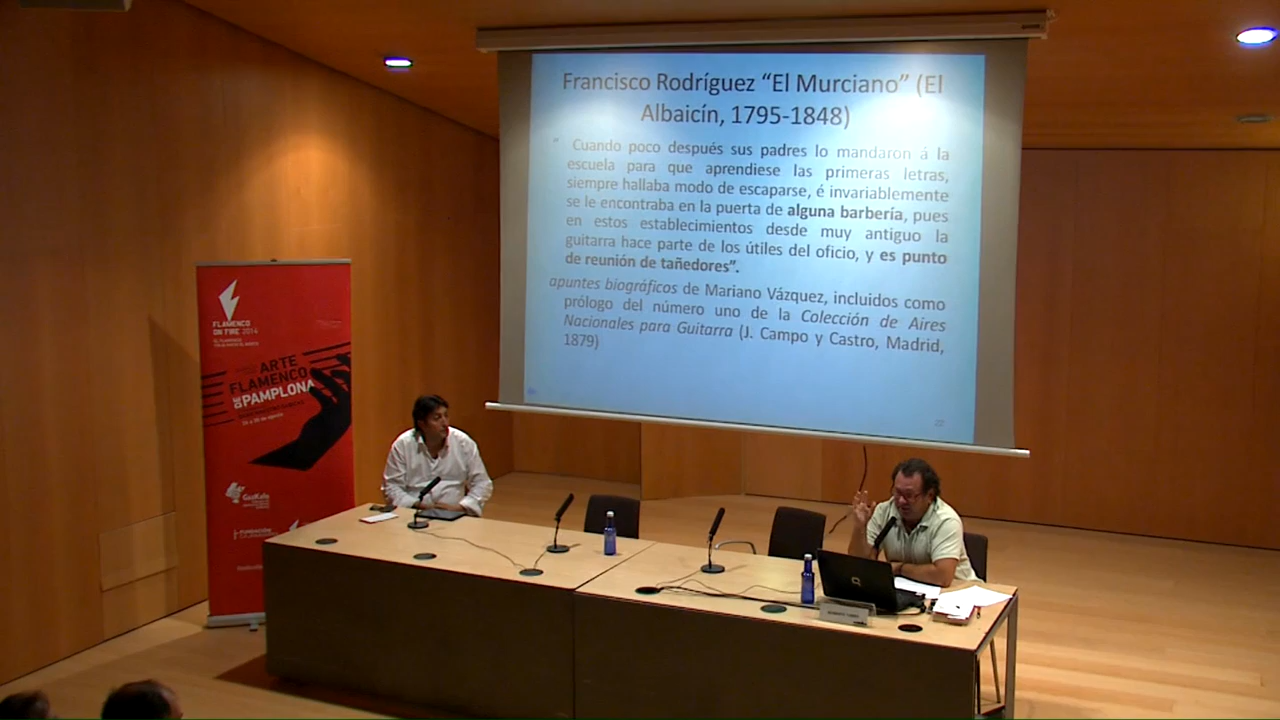 Francisco Rodríguez “El Murciano” (El
Albaicín, 1795-1848)
“ Cuando poco después sus padres lo mandaron á la
escuela para que aprendiese las primeras letras,
siempre hallaba modo de escaparse, é invariablemente
se le encontraba en la puerta de alguna barbería, pues
en estos establecimientos desde muy antiguo la
guitarra hace parte de los útiles del oficio, y es punto
de reunión de tañedores”.
apuntes biográficos de Mariano Vázquez, incluidos como
prólogo del número uno de la Colección de Aires
Nacionales para Guitarra (J. Campo y Castro, Madrid,
1879)
FLAMENCO
ON FIRE 2014
ARTE
FLAMENCO
PAMPLONA
GazKalo